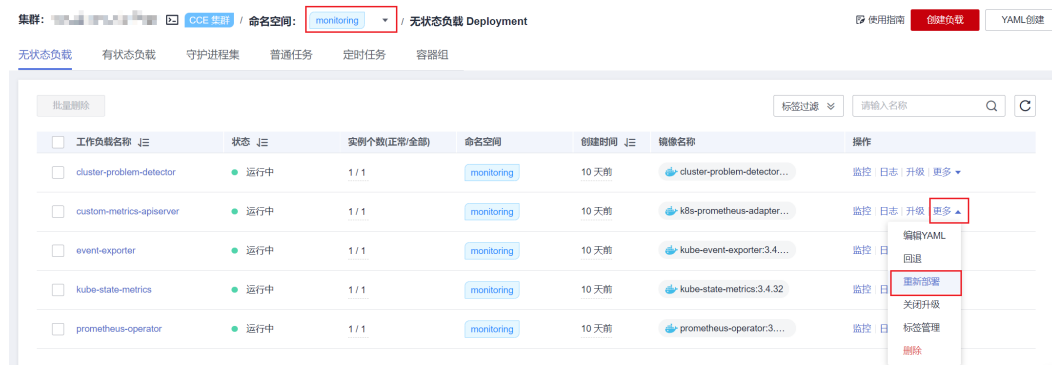 集群： CCE 集群 / 命名空间： monitoring / 无状态负载 Deployment 使用指南 创建负载 YAML创建
无状态负载 有状态负载 守护进程集 普通任务 定时任务 容器组
批量删除 标签过滤 请输入名称
工作负载名称 状态 实例个数(正常/全部) 命名空间 创建时间 镜像名称 操作
cluster-problem-detector 运行中 1 / 1 monitoring 10 天前 cluster-problem-detector... 监控 日志 升级 更多
custom-metrics-apiserver 运行中 1 / 1 monitoring 10 天前 k8s-prometheus-adapter... 监控 日志 升级 更多
编辑YAML
event-exporter 运行中 1 / 1 monitoring 10 天前 kube-event-exporter:3.4.... 监控 日
回退
重新部署
kube-state-metrics 运行中 1 / 1 monitoring 10 天前 kube-state-metrics:3.4.32 监控 日
关闭升级
prometheus-operator 运行中 1 / 1 monitoring 10 天前 prometheus-operator:3.... 监控 日
标签管理
删除